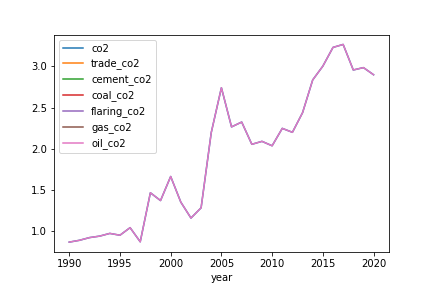 co2
trade_co2
cement_co2
coal_co2
flaring_co2
gas_co2
oil_co2
3.0
2.5
2.0
1.5
1.0
1990 1995 2000 2005 2010 2015 2020
year